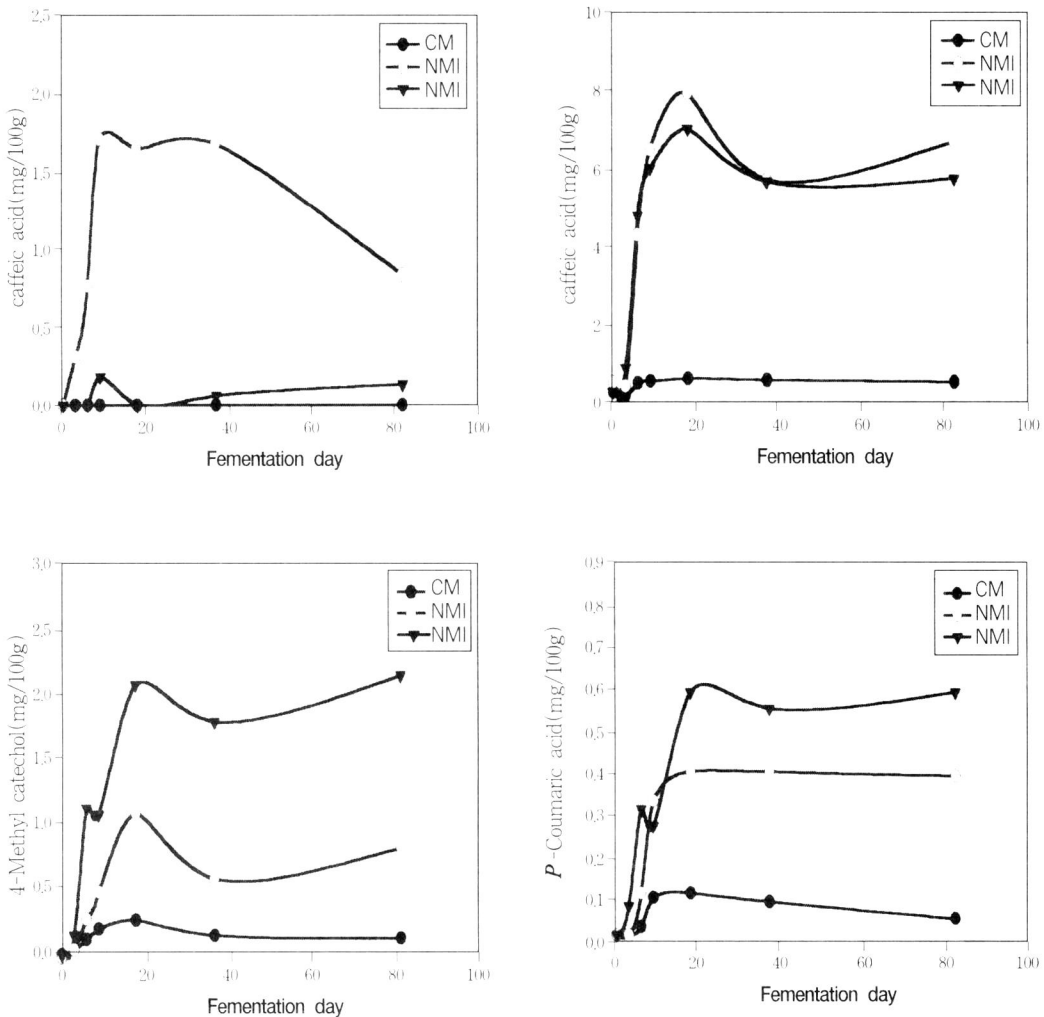 2.5
2.0
1.5
1.0
0.5
0.0
0
20
40
60
80
100
caffeic acid(mg/100g)
Fementation day
CM
NMI
NMI
10
8
6
4
2
0
0
20
40
60
80
100
caffeic acid(mg/100g)
Fementation day
CM
NMI
NMI
3.0
2.5
2.0
1.5
1.0
0.5
0.0
0
20
40
60
80
100
4-Methyl catechol(mg/100g)
Fementation day
CM
NMI
NMI
0.9
0.8
0.7
0.6
0.5
0.4
0.3
0.2
0.1
0.0
0
20
40
60
80
100
P-Coumaric acid(mg/100g)
Fementation day
CM
NMI
NMI